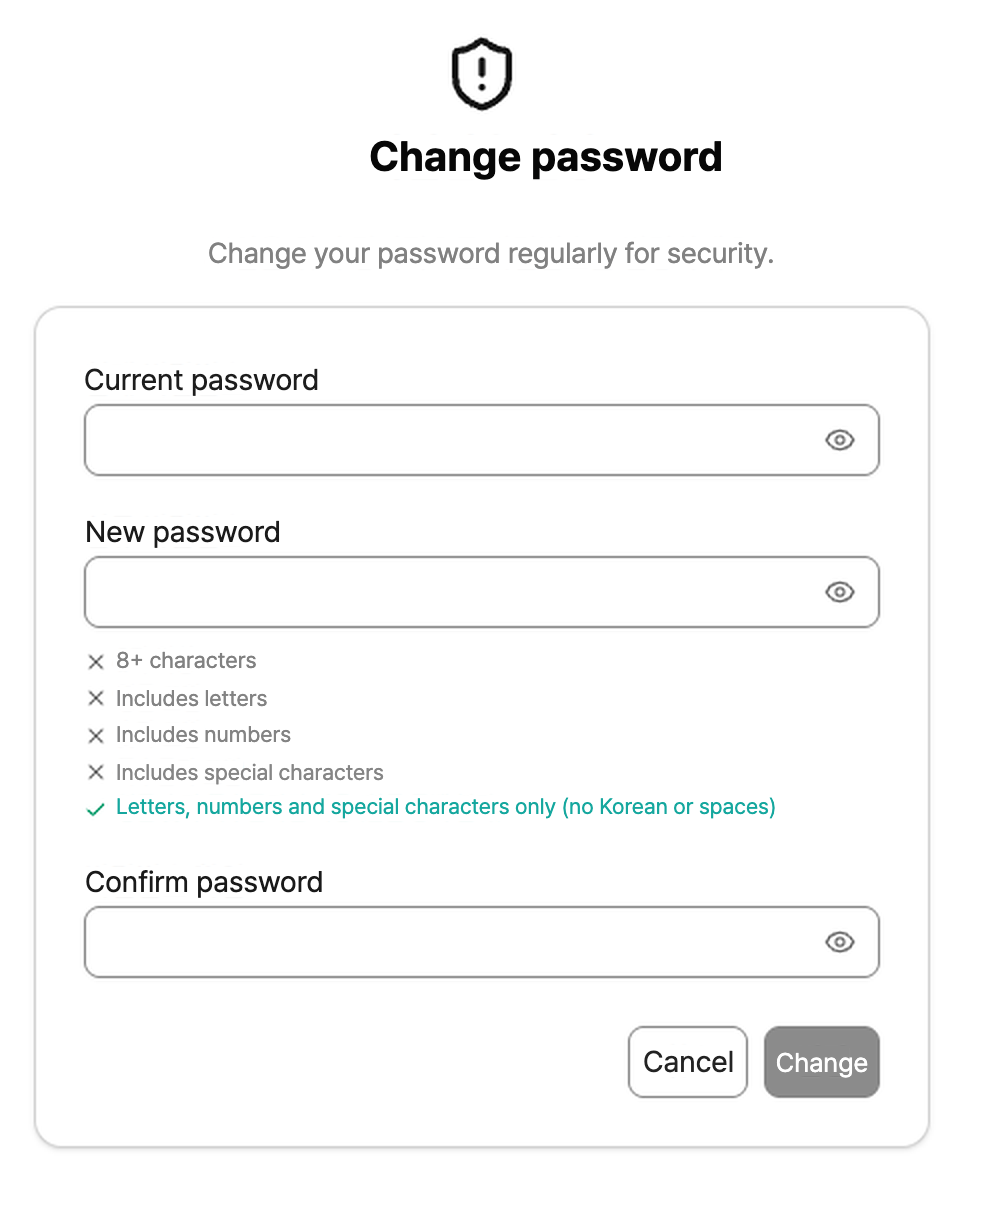 Change password
Change your password regularly for security.
Current password
New password
8+ characters
Includes letters
Includes numbers
Includes special characters
Letters, numbers and special characters only (no Korean or spaces)
Confirm password
Cancel
Change